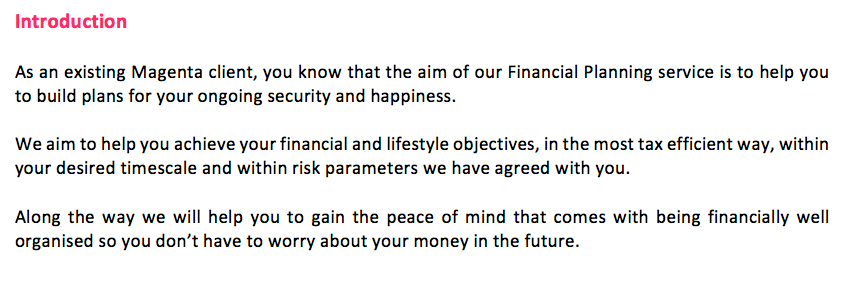 Introduction
As an existing Magenta client, you know that the aim of our Financial Planning service is to help you
to build plans for your ongoing security and happiness.
We aim to help you achieve your financial and lifestyle objectives, in the most tax efficient way, within
your desired timescale and within risk parameters we have agreed with you.
Along the way we will help you to gain the peace of mind that comes with being financially well
organised so you don’t have to worry about your money in the future.